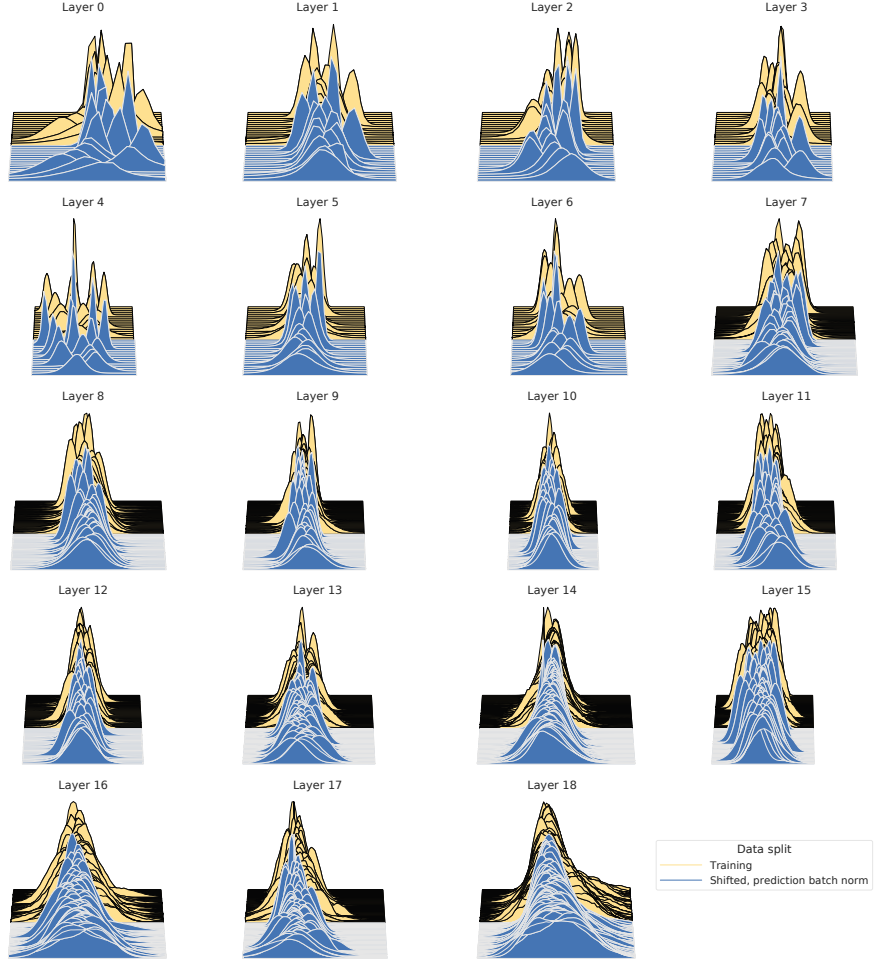 Layer 0
Layer 1
Layer 2
Layer 3
Layer 4
Layer 5
Layer 6
Layer 7
Layer 8
Layer 9
Layer 10
Layer 11
Layer 12
Layer 13
Layer 14
Layer 15
Layer 16
Layer 17
Layer 18
Data split
Training
Shifted, prediction batch norm